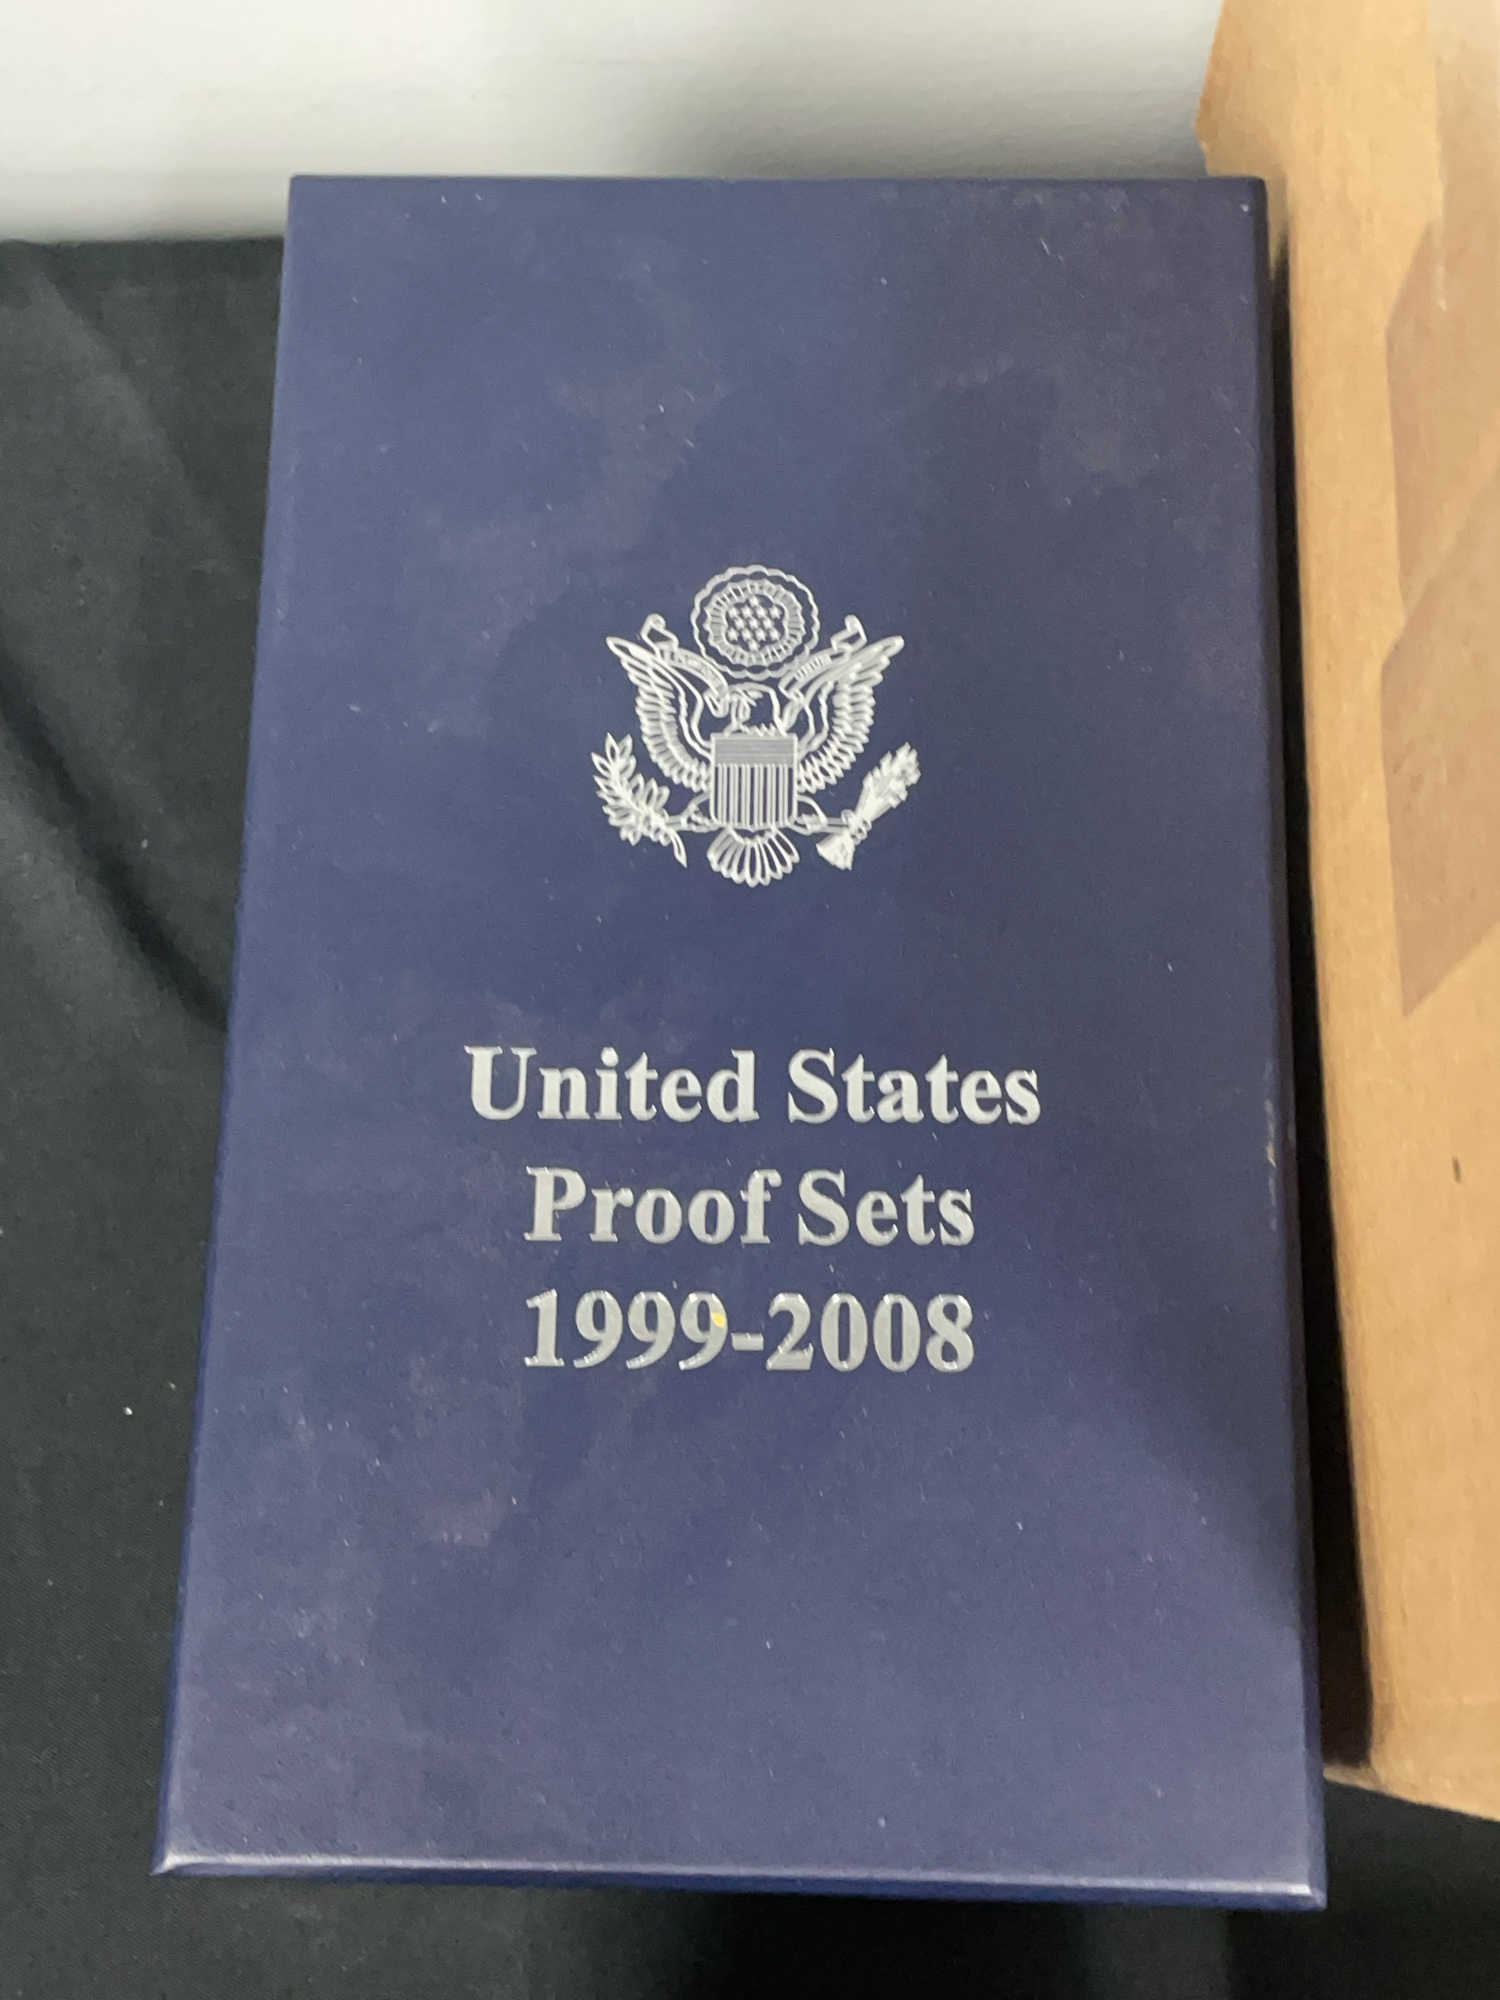 United States
Proof Sets
1999-2008